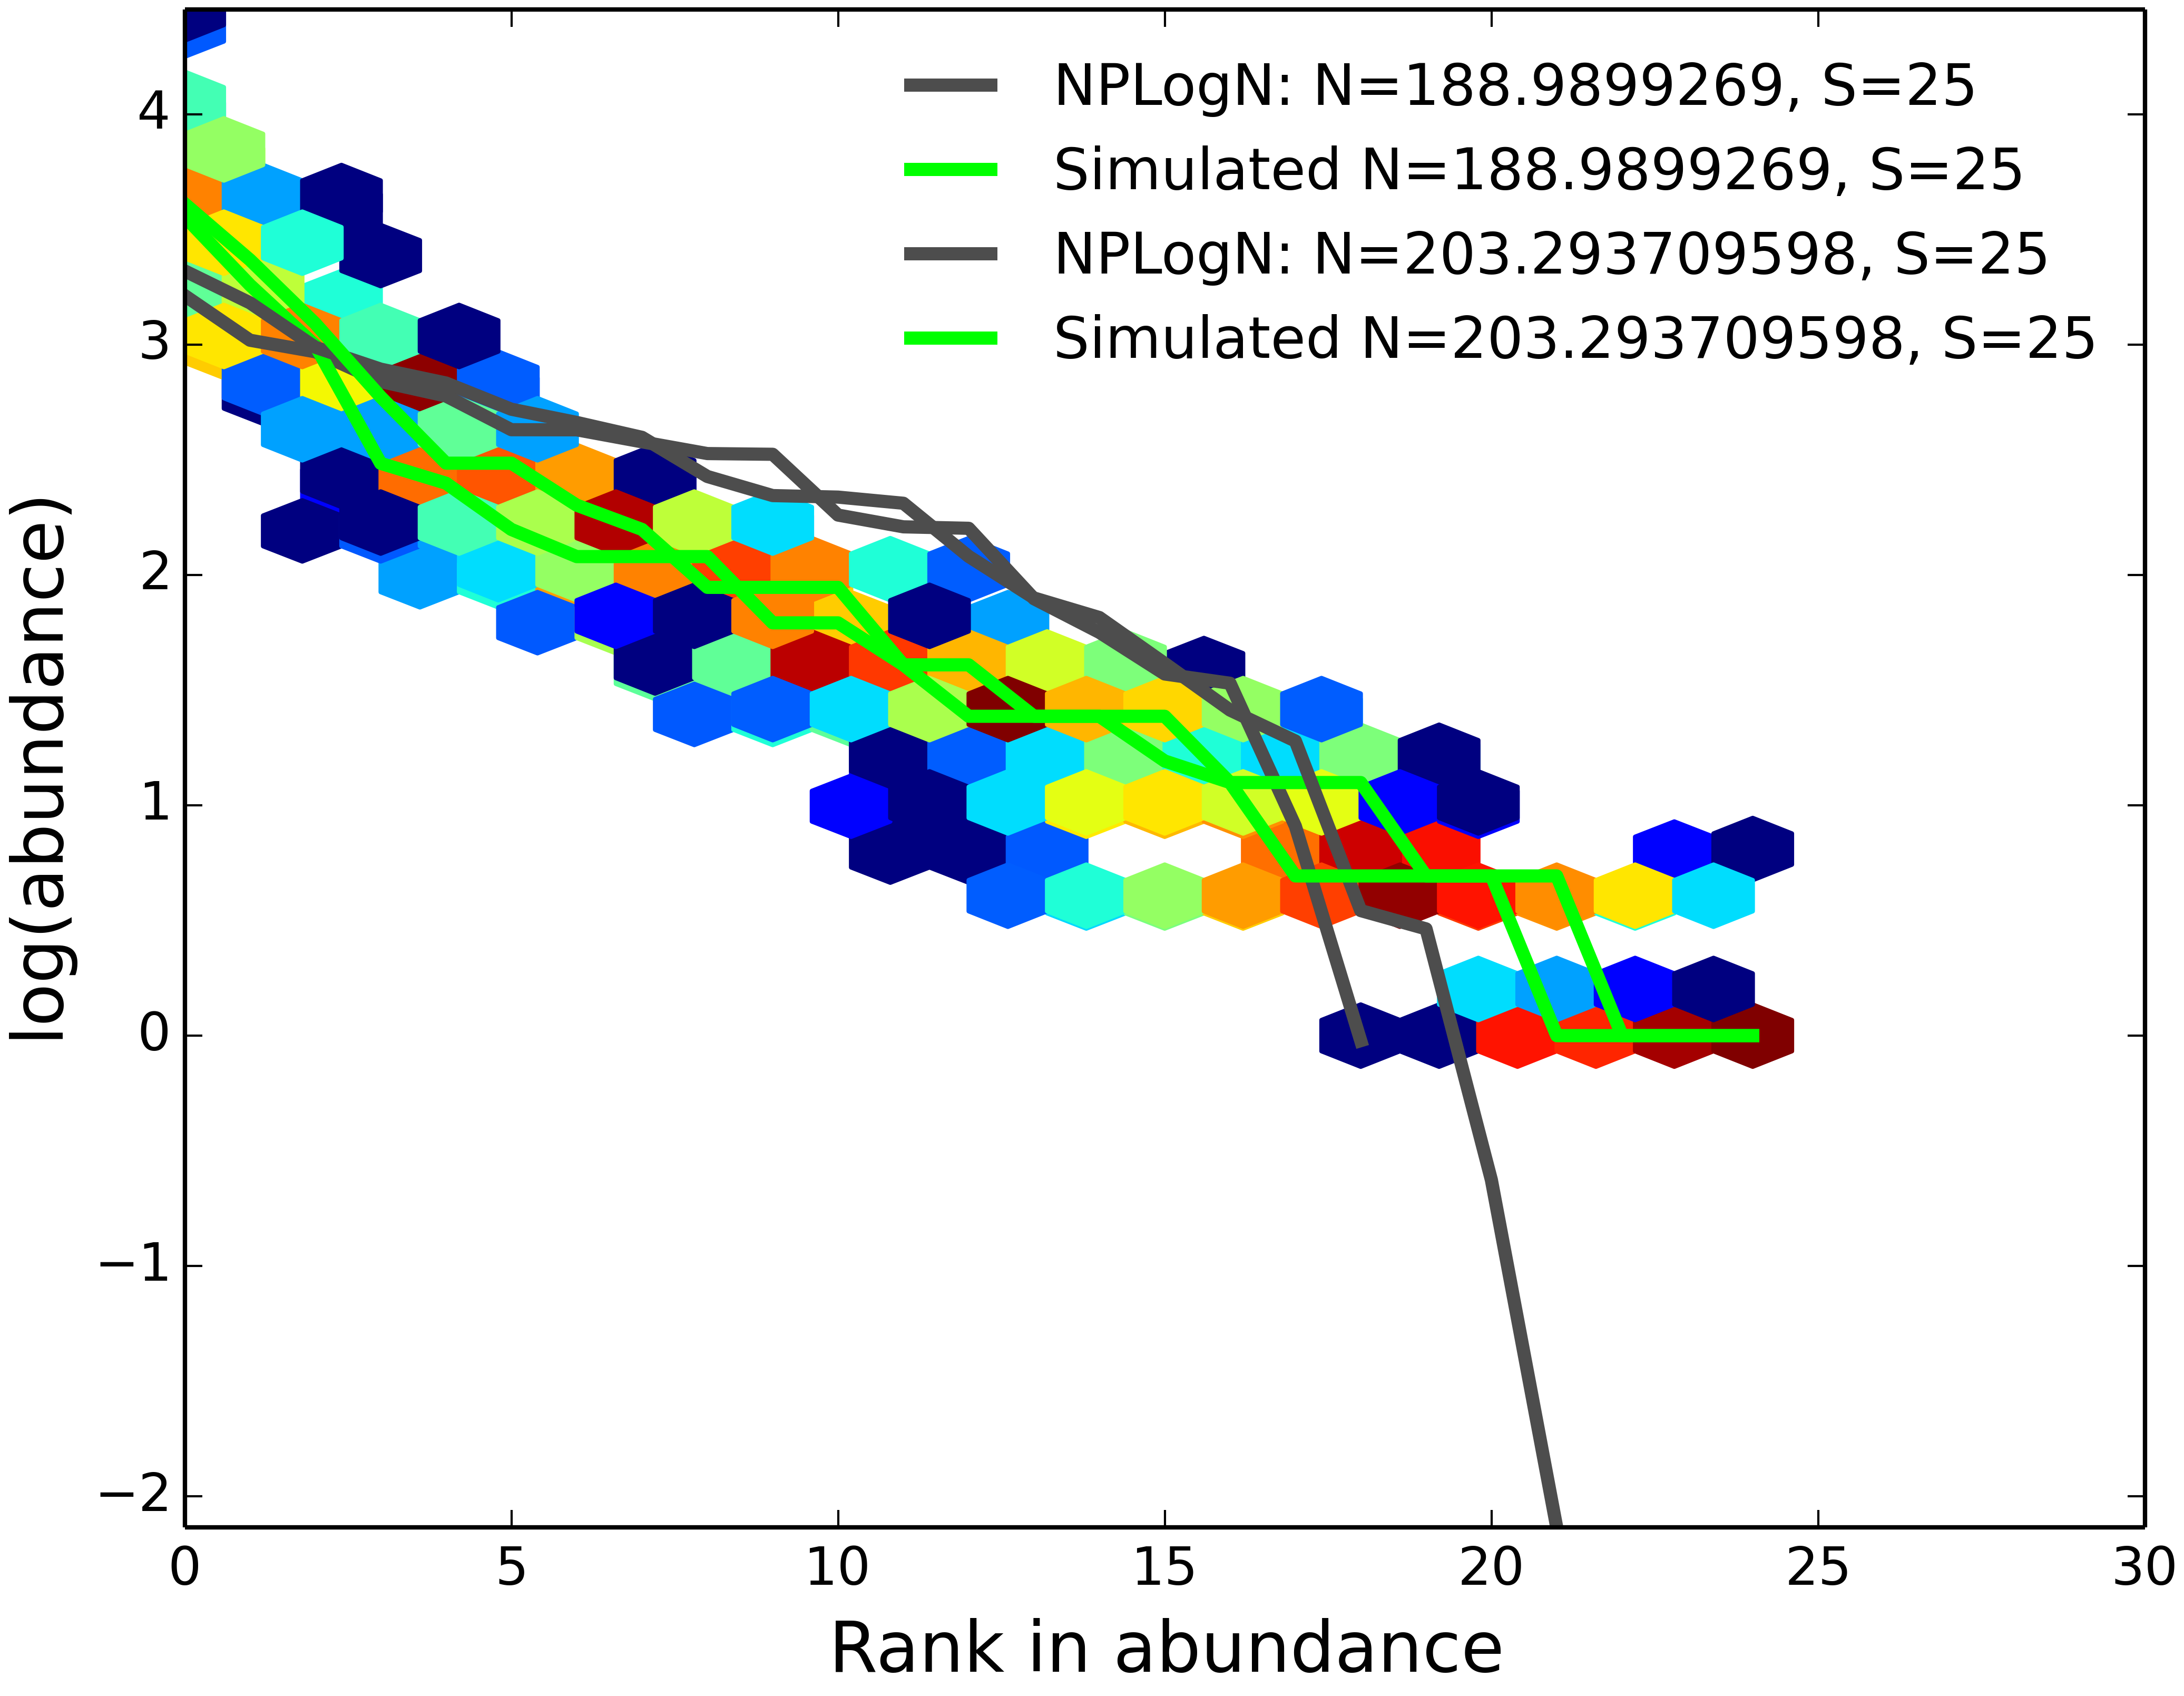 NPLogN: N=188.9899269, S=25
Simulated N=188.9899269, S=25
NPLogN: N=203.293709598, S=25
Simulated N=203.293709598, S=25
log(abundance)
4
3
2
1
0
−1
−2
0 5 10 15 20 25 30
Rank in abundance